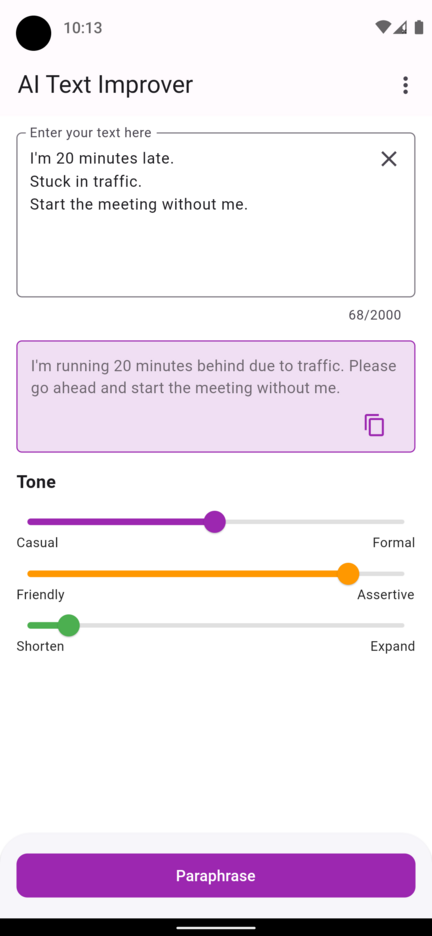 10:13
AI Text Improver
Enter your text here
I'm 20 minutes late.
Stuck in traffic.
Start the meeting without me.
68/2000
I'm running 20 minutes behind due to traffic. Please
go ahead and start the meeting without me.
Tone
Casual Formal
Friendly Assertive
Shorten Expand
Paraphrase